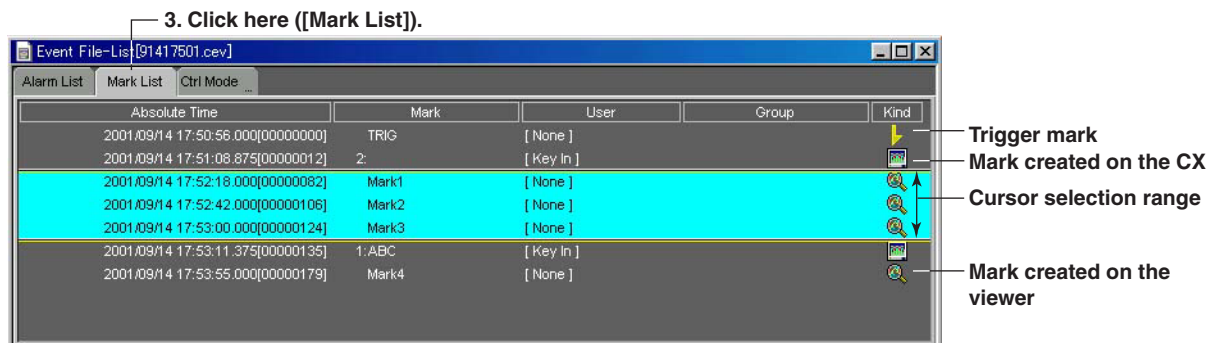 3. Click here ([Mark List]).
Event File-List[91417501.cev]
Alarm List Mark List Ctrl Mode ...
Absolute Time Mark User Group Kind
2001/09/14 17:50:56.000[00000000] TRIG [ None ]
Trigger mark
2001/09/14 17:51:08.875[00000012] 2: [ Key In ]
Mark created on the CX
2001/09/14 17:52:18.000[00000082] Mark1 [ None ]
Cursor selection range
2001/09/14 17:52:42.000[00000106] Mark2 [ None ]
2001/09/14 17:53:00.000[00000124] Mark3 [ None ]
2001/09/14 17:53:11.375[00000135] 1:ABC [ Key In ]
2001/09/14 17:53:55.000[00000179] Mark4 [ None ]
Mark created on the
viewer